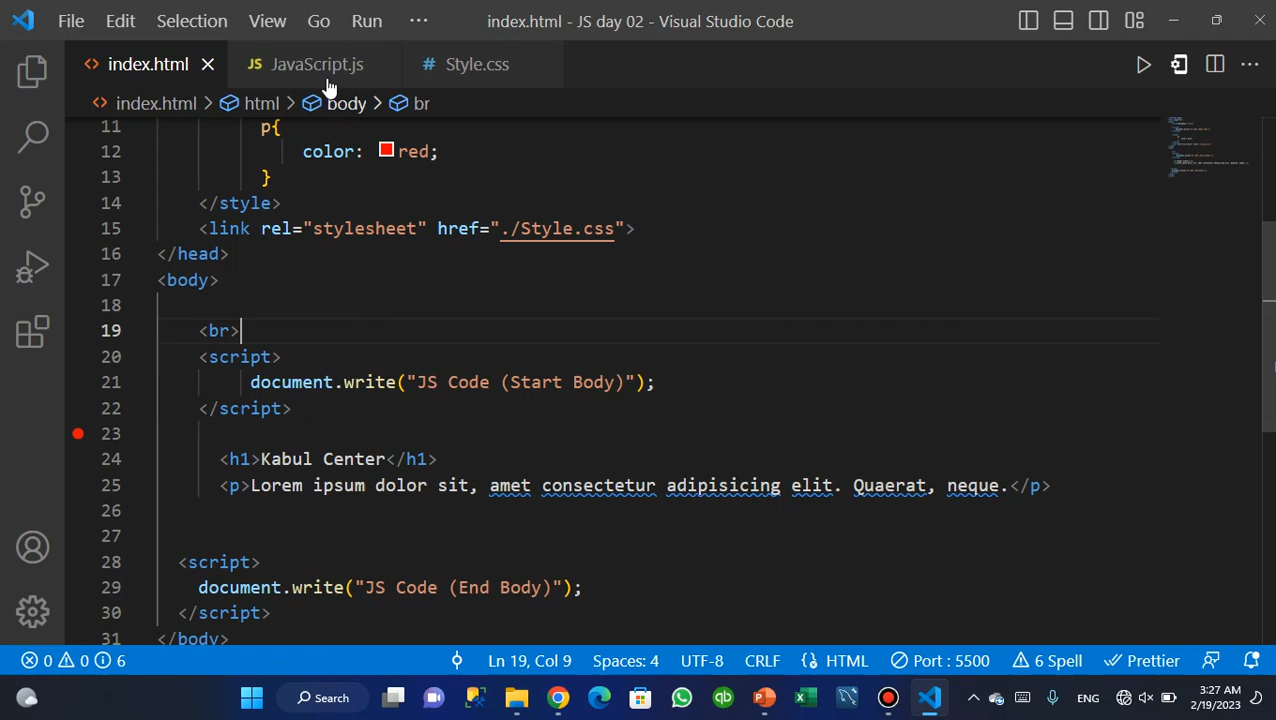 File Edit Selection View Go Run ··· index.html - JS day 02 - Visual Studio Code
<> index.html × JS JavaScript.js # Style.css
<> index.html > html > body > br
11 p{
12 color: red;
13 }
14 </style>
15 <link rel="stylesheet" href="./Style.css">
16 </head>
17 <body>
18
19 <br>
20 <script>
21 document.write("JS Code (Start Body)");
22 </script>
23
24 <h1>Kabul Center</h1>
25 <p>Lorem ipsum dolor sit, amet consectetur adipisicing elit. Quaerat, neque.</p>
26
27
28 <script>
29 document.write("JS Code (End Body)");
30 </script>
31 </body>
0 0 6 Ln 19, Col 9 Spaces: 4 UTF-8 CRLF {} HTML Port : 5500 6 Spell Prettier
Search ENG 3:27 AM
2/19/2023